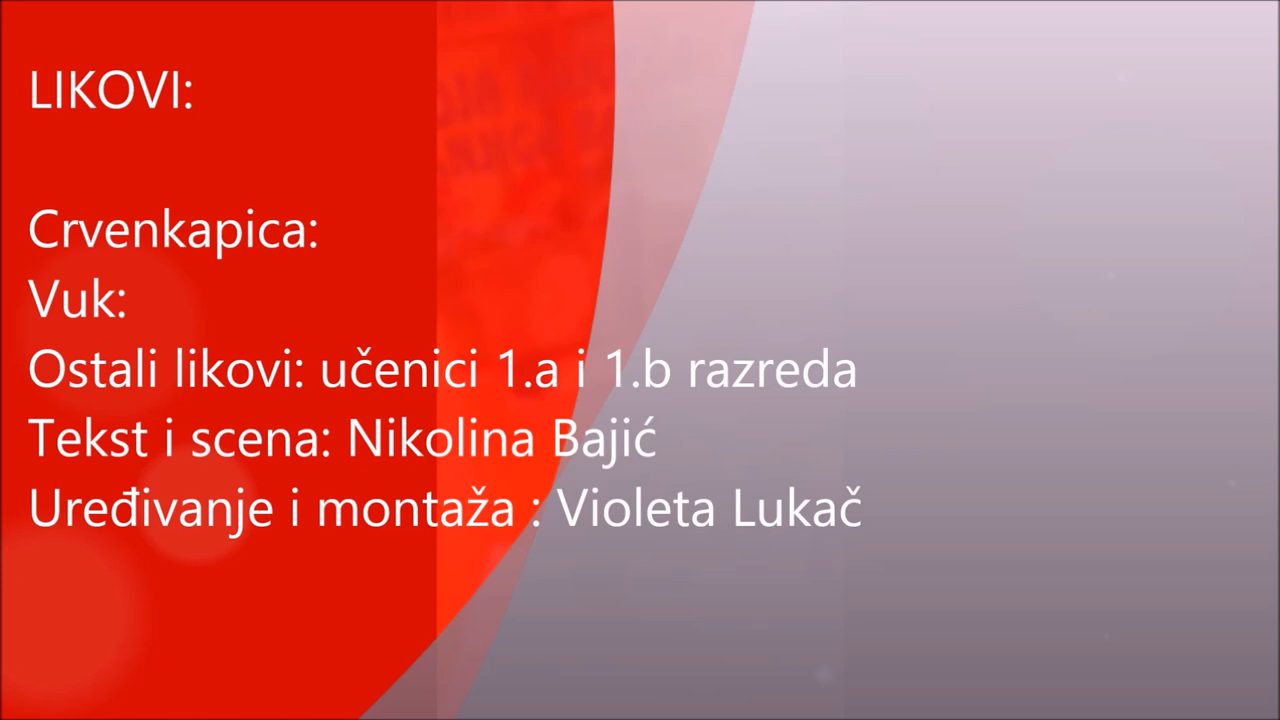 LIKOVI:
Crvenkapica:
Vuk:
Ostali likovi: učenici 1.a i 1.b razreda
Tekst i scena: Nikolina Bajić
Uređivanje i montaža : Violeta Lukač